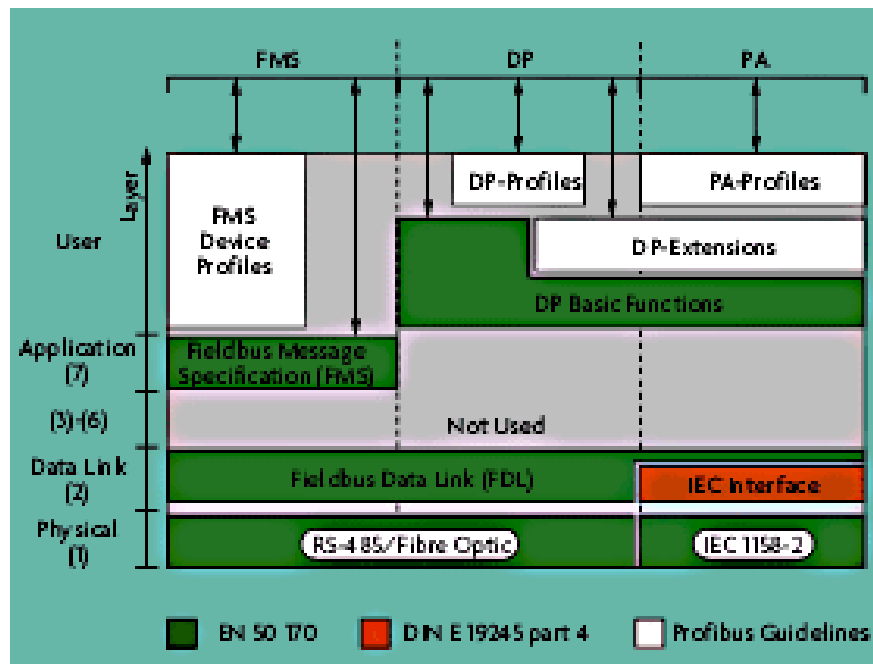 FMS DP PA
Layer
User
FMS
Device
Profiles
DP-Profiles
PA-Profiles
DP-Extensions
DP Basic Functions
Application
(7)
Fieldbus Message
Specification (FMS)
(3)-(6)
Not Used
Data Link
(2)
Fieldbus Data Link (FDL)
IEC Interface
Physical
(1)
RS-485/Fibre Optic
IEC 1158-2
EN 50 170
DIN E 19245 part 4
Profibus Guidelines